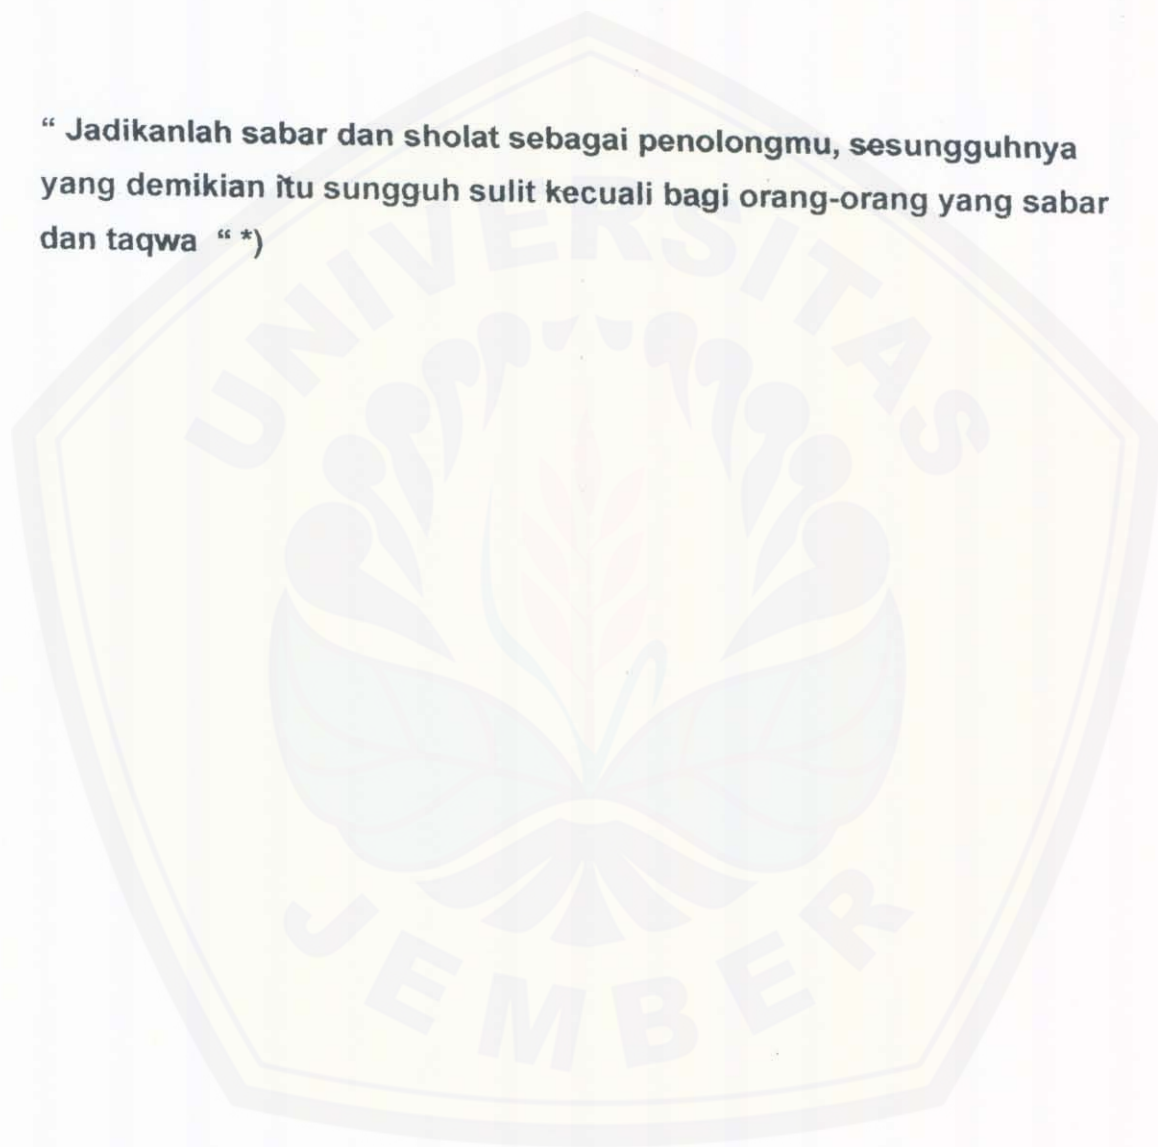 “ Jadikanlah sabar dan sholat sebagai penolongmu, sesungguhnya
yang demikian itu sungguh sulit kecuali bagi orang-orang yang sabar
dan taqwa “ *)
UNIVERSITAS
JEMBER